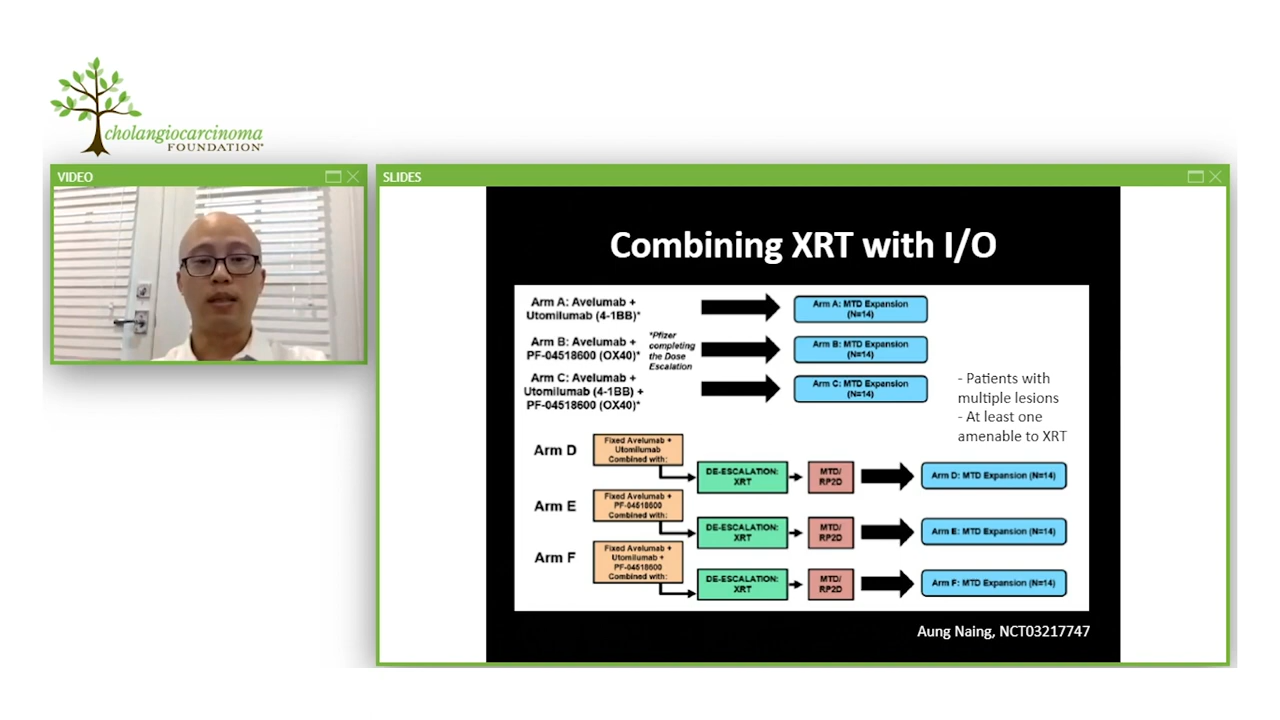 cholangiocarcinoma
FOUNDATION®
VIDEO
SLIDES
Combining XRT with I/O
Arm A: Avelumab +
Utomilumab (4-1BB)*
Arm A: MTD Expansion
(N=14)
Arm B: Avelumab +
PF-04518600 (OX40)*
*Pfizer
completing
the Dose
Escalation
Arm B: MTD Expansion
(N=14)
Arm C: Avelumab +
Utomilumab (4-1BB) +
PF-04518600 (OX40)*
Arm C: MTD Expansion
(N=14)
- Patients with
multiple lesions
- At least one
amenable to XRT
Arm D
Fixed Avelumab +
Utomilumab
Combined with:
DE-ESCALATION:
XRT
MTD/
RP2D
Arm D: MTD Expansion (N=14)
Arm E
Fixed Avelumab +
PF-04518600
Combined with:
DE-ESCALATION:
XRT
MTD/
RP2D
Arm E: MTD Expansion (N=14)
Arm F
Fixed Avelumab +
Utomilumab +
PF-04518600
Combined with:
DE-ESCALATION:
XRT
MTD/
RP2D
Arm F: MTD Expansion (N=14)
Aung Naing, NCT03217747